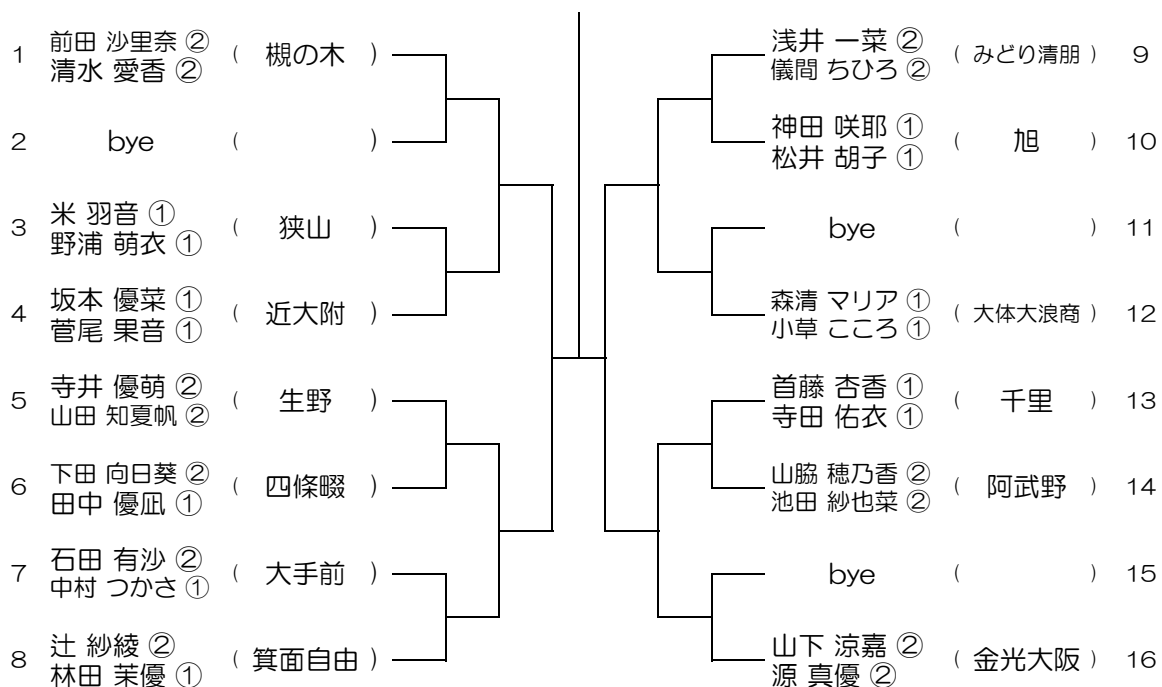 1 前田 沙里奈 ② ( 槻の木 )
清水 愛香 ②
2 bye ( )
3 米 羽音 ① ( 狭山 )
野浦 萌衣 ①
4 坂本 優菜 ① ( 近大附 )
菅尾 果音 ①
5 寺井 優萌 ② ( 生野 )
山田 知夏帆 ②
6 下田 向日葵 ② ( 四條畷 )
田中 優凪 ①
7 石田 有沙 ② ( 大手前 )
中村 つかさ ①
8 辻 紗綾 ② ( 箕面自由 )
林田 茉優 ①
浅井 一菜 ② ( みどり清朋 ) 9
儀間 ちひろ ②
神田 咲耶 ① ( 旭 ) 10
松井 胡子 ①
bye ( ) 11
森清 マリア ① ( 大体大浪商 ) 12
小草 こころ ①
首藤 杏香 ① ( 千里 ) 13
寺田 佑衣 ①
山脇 穂乃香 ② ( 阿武野 ) 14
池田 紗也菜 ②
bye ( ) 15
山下 涼嘉 ② ( 金光大阪 ) 16
源 真優 ②